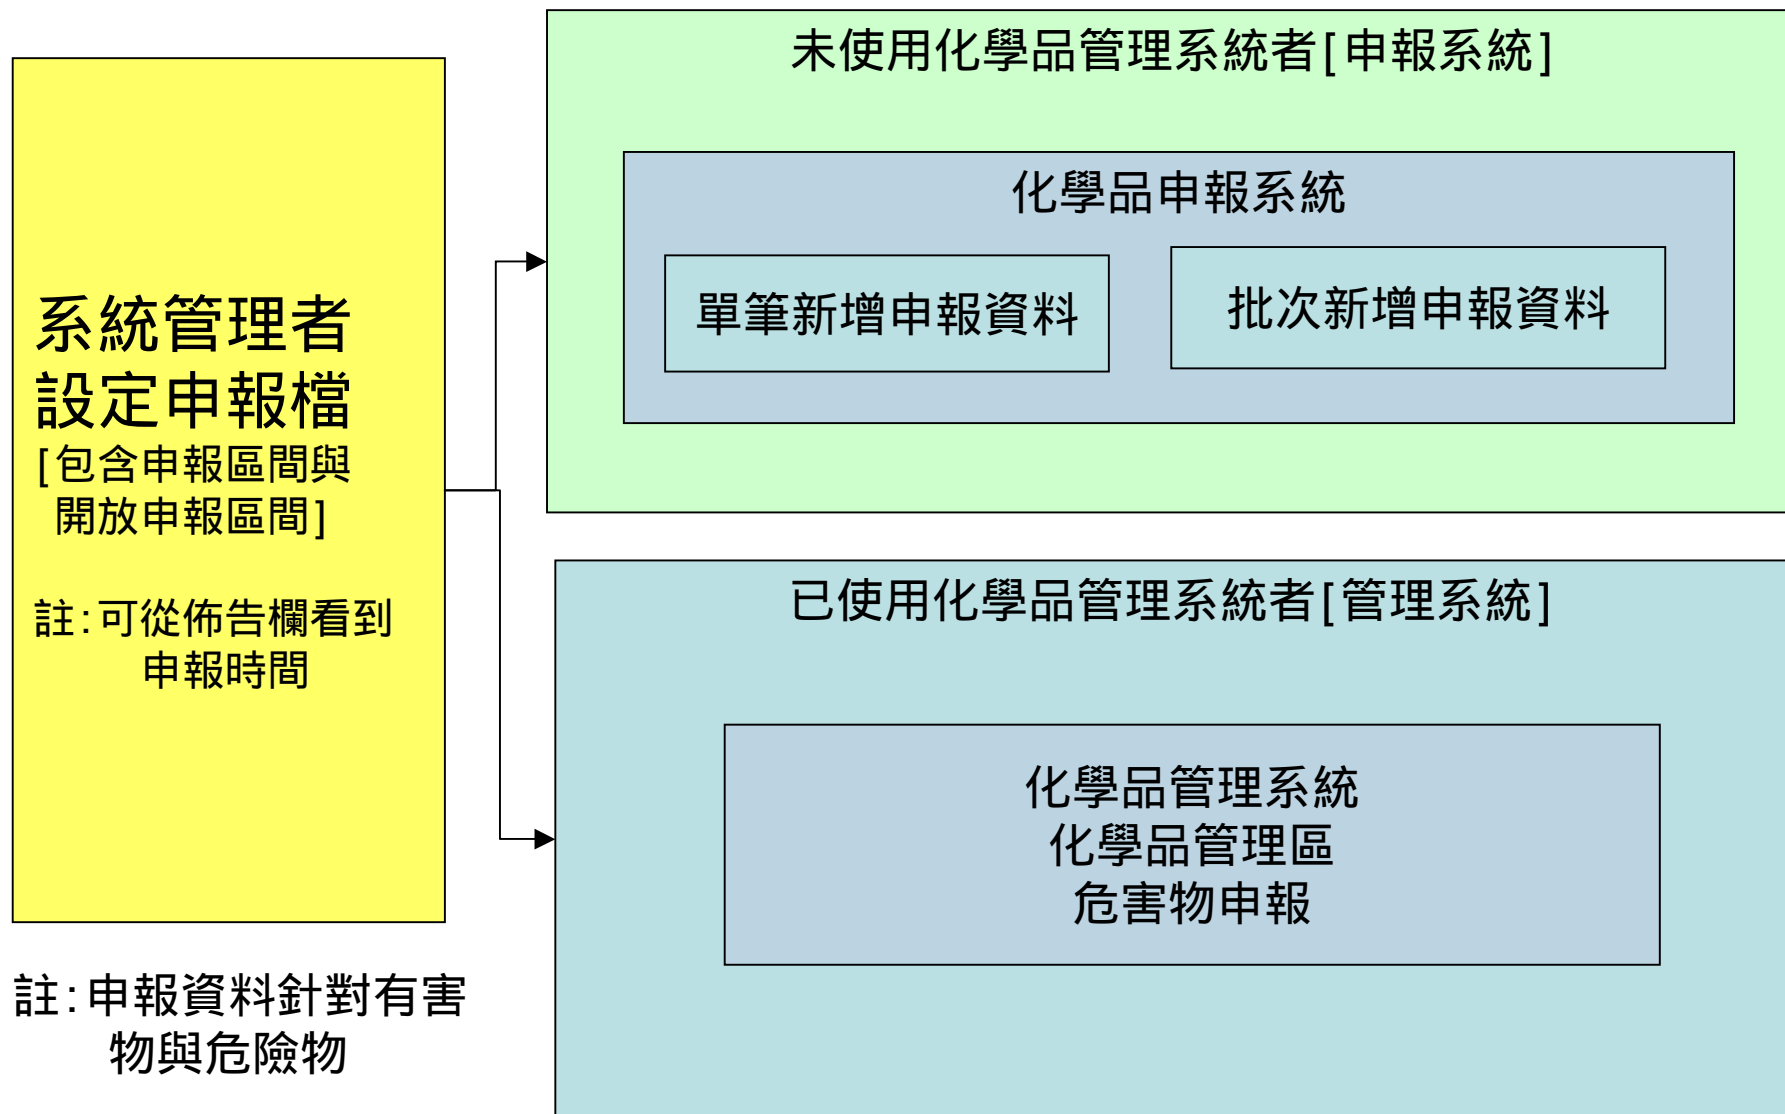 系統管理者
設定申報檔
[包含申報區間與
開放申報區間]
註:可從佈告欄看到
申報時間
註:申報資料針對有害
物與危險物
未使用化學品管理系統者[申報系統]
化學品申報系統
單筆新增申報資料
批次新增申報資料
已使用化學品管理系統者[管理系統]
化學品管理系統
化學品管理區
危害物申報